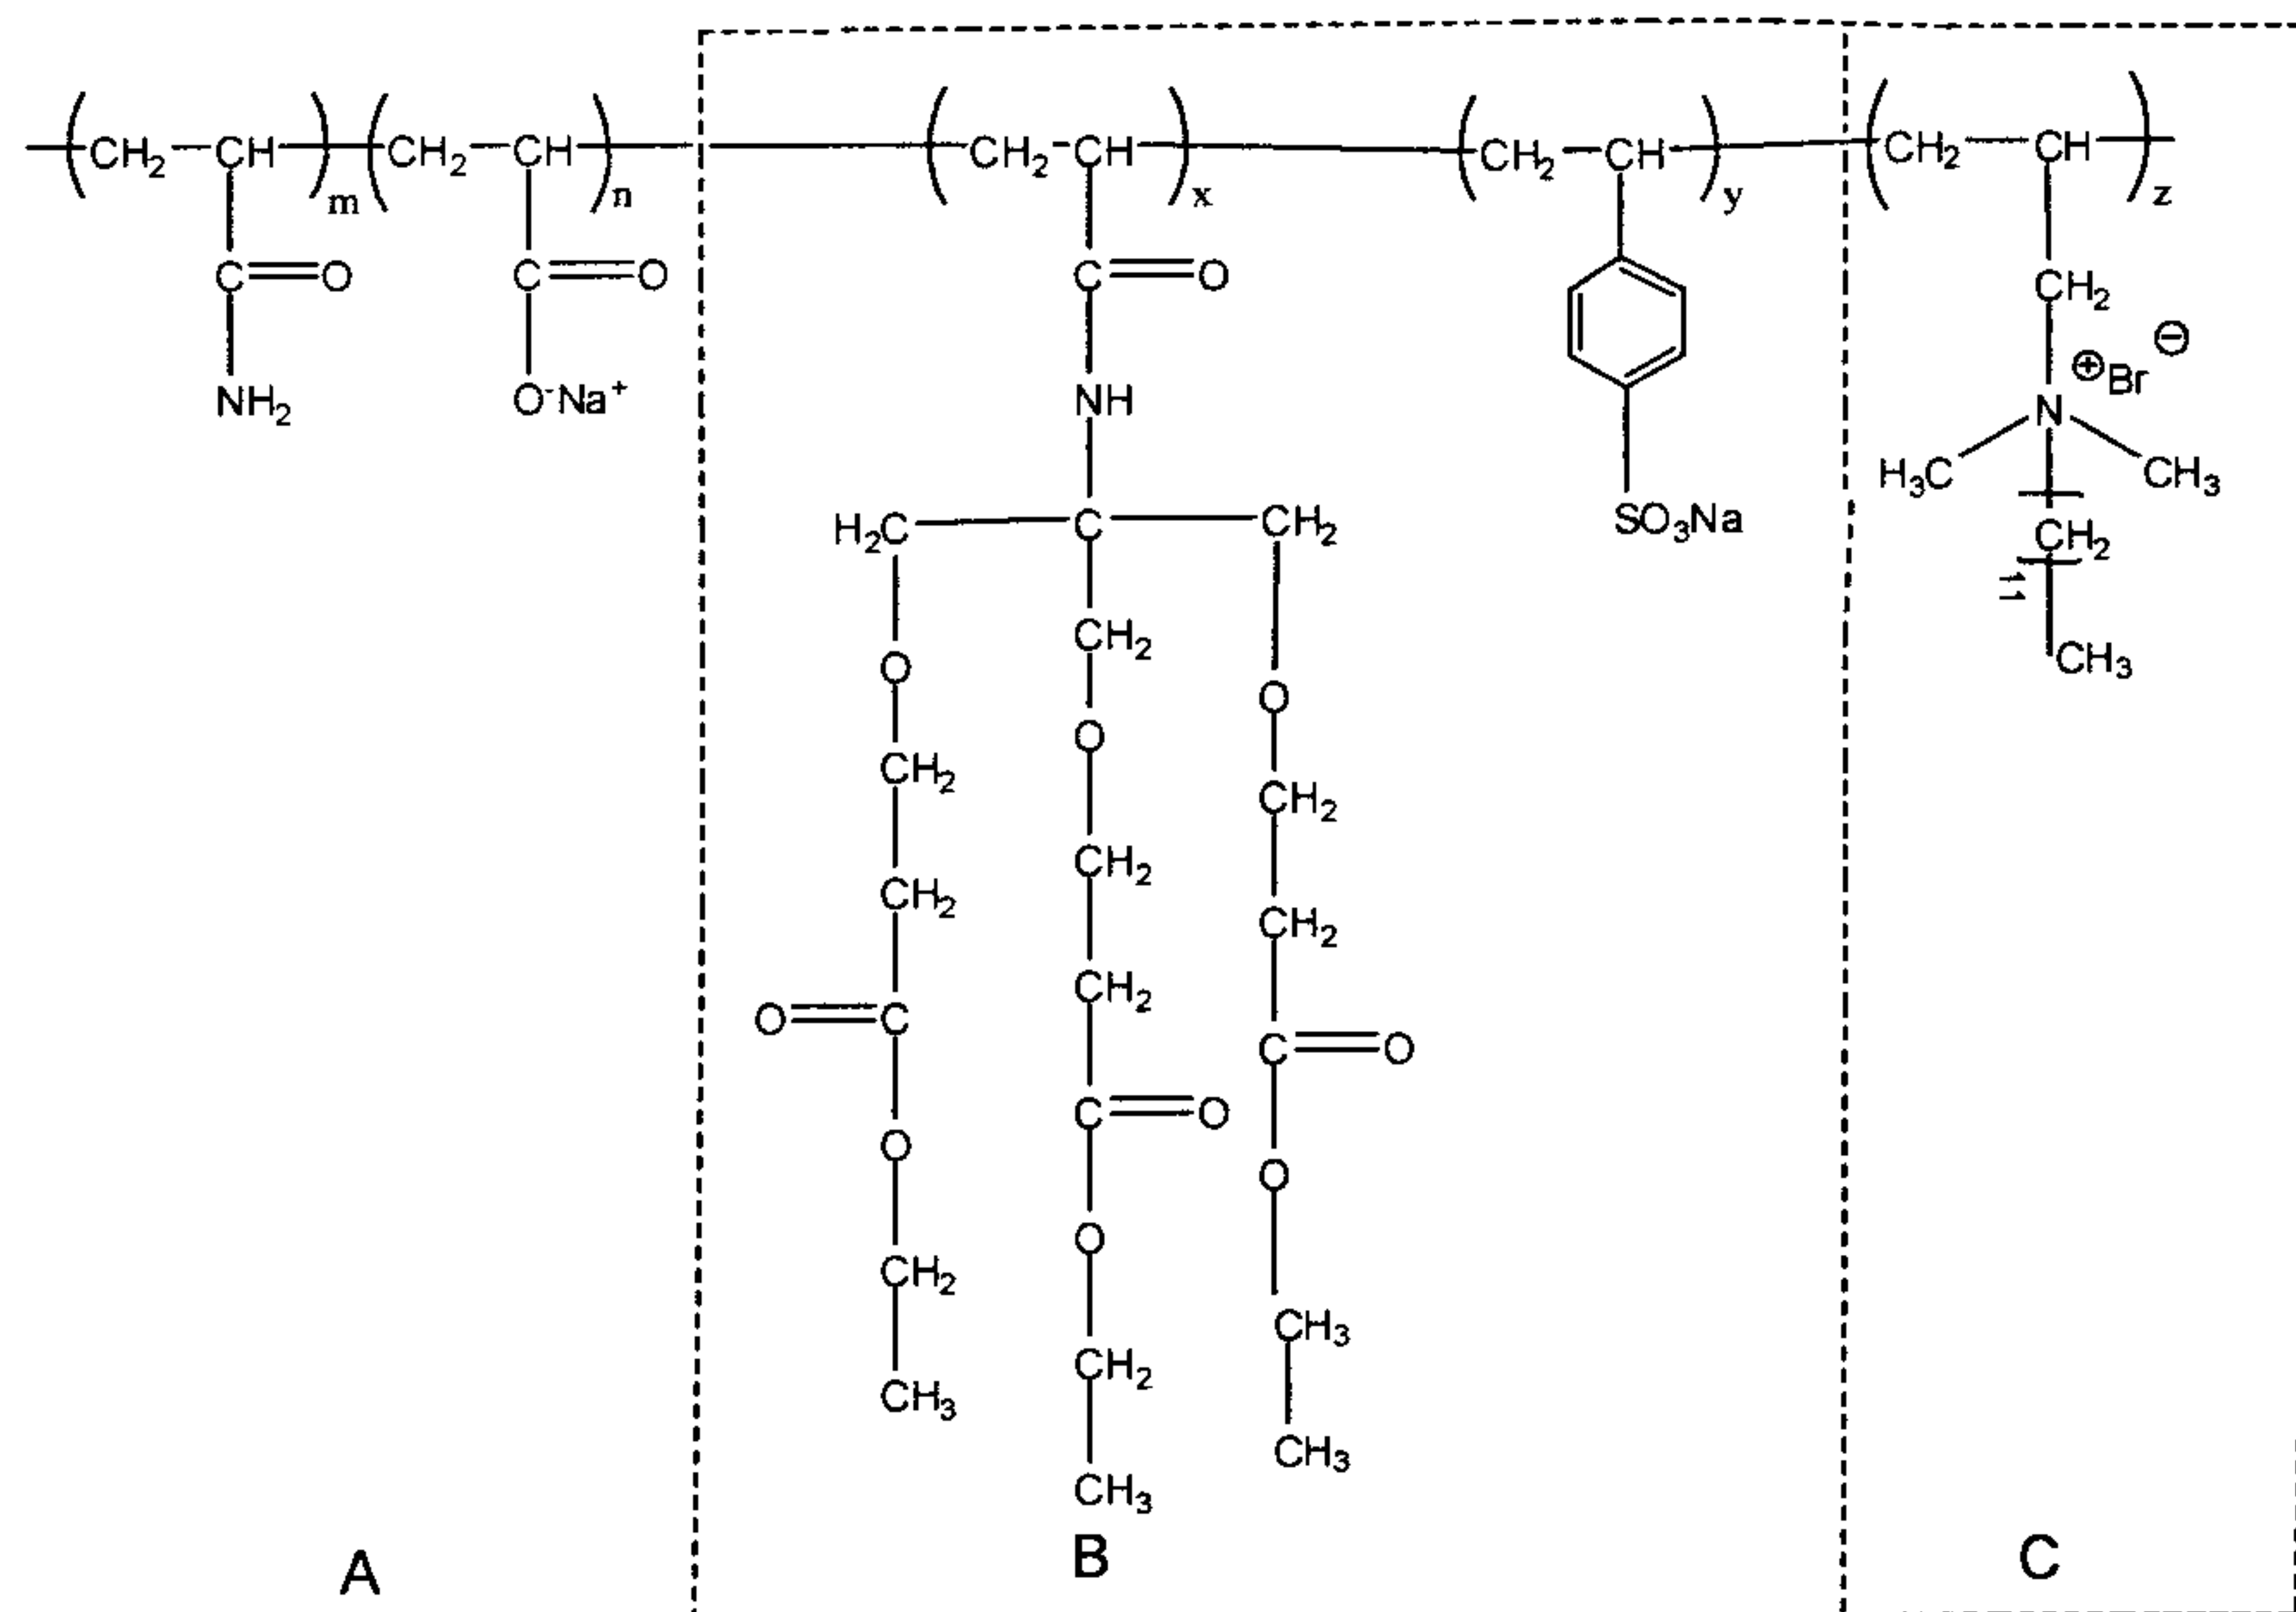 CH2 CH m CH2 CH n CH2 CH x CH2 CH y CH2 CH z
C O C O C O CH2
NH2 O-Na+ NH N ⊕ Br ⊖
H3C CH3
H2C C CH2 SO3Na CH2
11
CH2 CH3
O O
O
CH2 CH2
CH2
CH2 CH2
CH2
O C C O
C O
O O
O
CH2 CH3
CH2
CH3 CH3
CH3
A B C